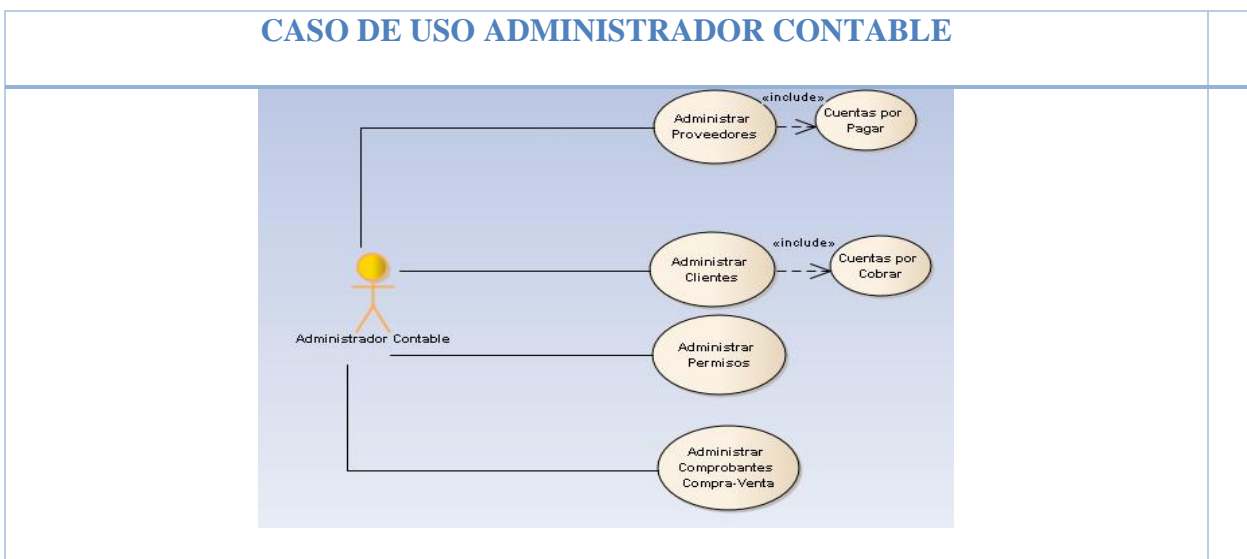 CASO DE USO ADMINISTRADOR CONTABLE
«include»
Administrar
Proveedores
Cuentas por
Pagar
«include»
Administrar
Clientes
Cuentas por
Cobrar
Administrador Contable
Administrar
Permisos
Administrar
Comprobantes
Compra-Venta